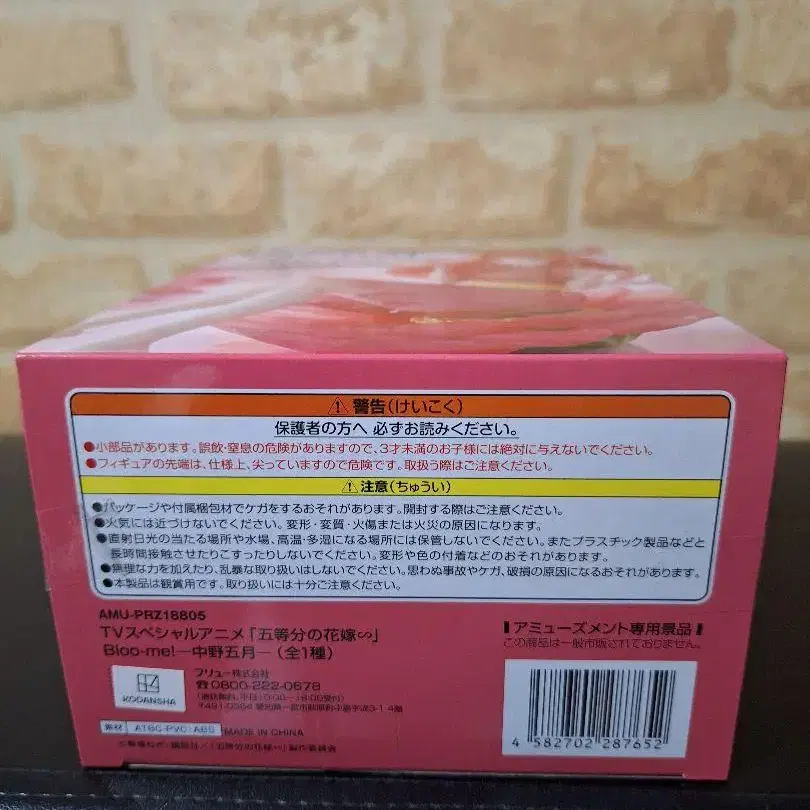 ⚠警告(けいこく)
保護者の方へ 必ずお読みください。
●小部品があります。誤飲・窒息の危険がありますので、3才未満のお子様には絶対に与えないでください。
●フィギュアの先端は、仕様上、尖っていますので危険です。取扱う際はご注意ください。
⚠注意(ちゅうい)
●パッケージや付属梱包材でケガをするおそれがあります。開封する際はご注意ください。
●火気には近づけないでください。変形・変質・火傷または火災の原因になります。
●直射日光の当たる場所や水場、高温・多湿になる場所には保管しないでください。またプラスチック製品などと
長時間接触させたりこすったりしないでください。変形や色の付着などのおそれがあります。
●無理な力を加えたり、乱暴な取り扱いはしないでください。思わぬ事故やケガ、破損の原因になるおそれがあります。
●本製品は観賞用です。取り扱いには十分ご注意ください。
AMU-PRZ18805
TVスペシャルアニメ「五等分の花嫁∽」
Bloo-me!―中野五月―(全1種)
KODANSHA
フリュー株式会社
☎0800-222-0678
素材 ATBC-PVC・ABS MADE IN CHINA
アミューズメント専用景品
この商品は一般市販されておりません。
4 582702 287652